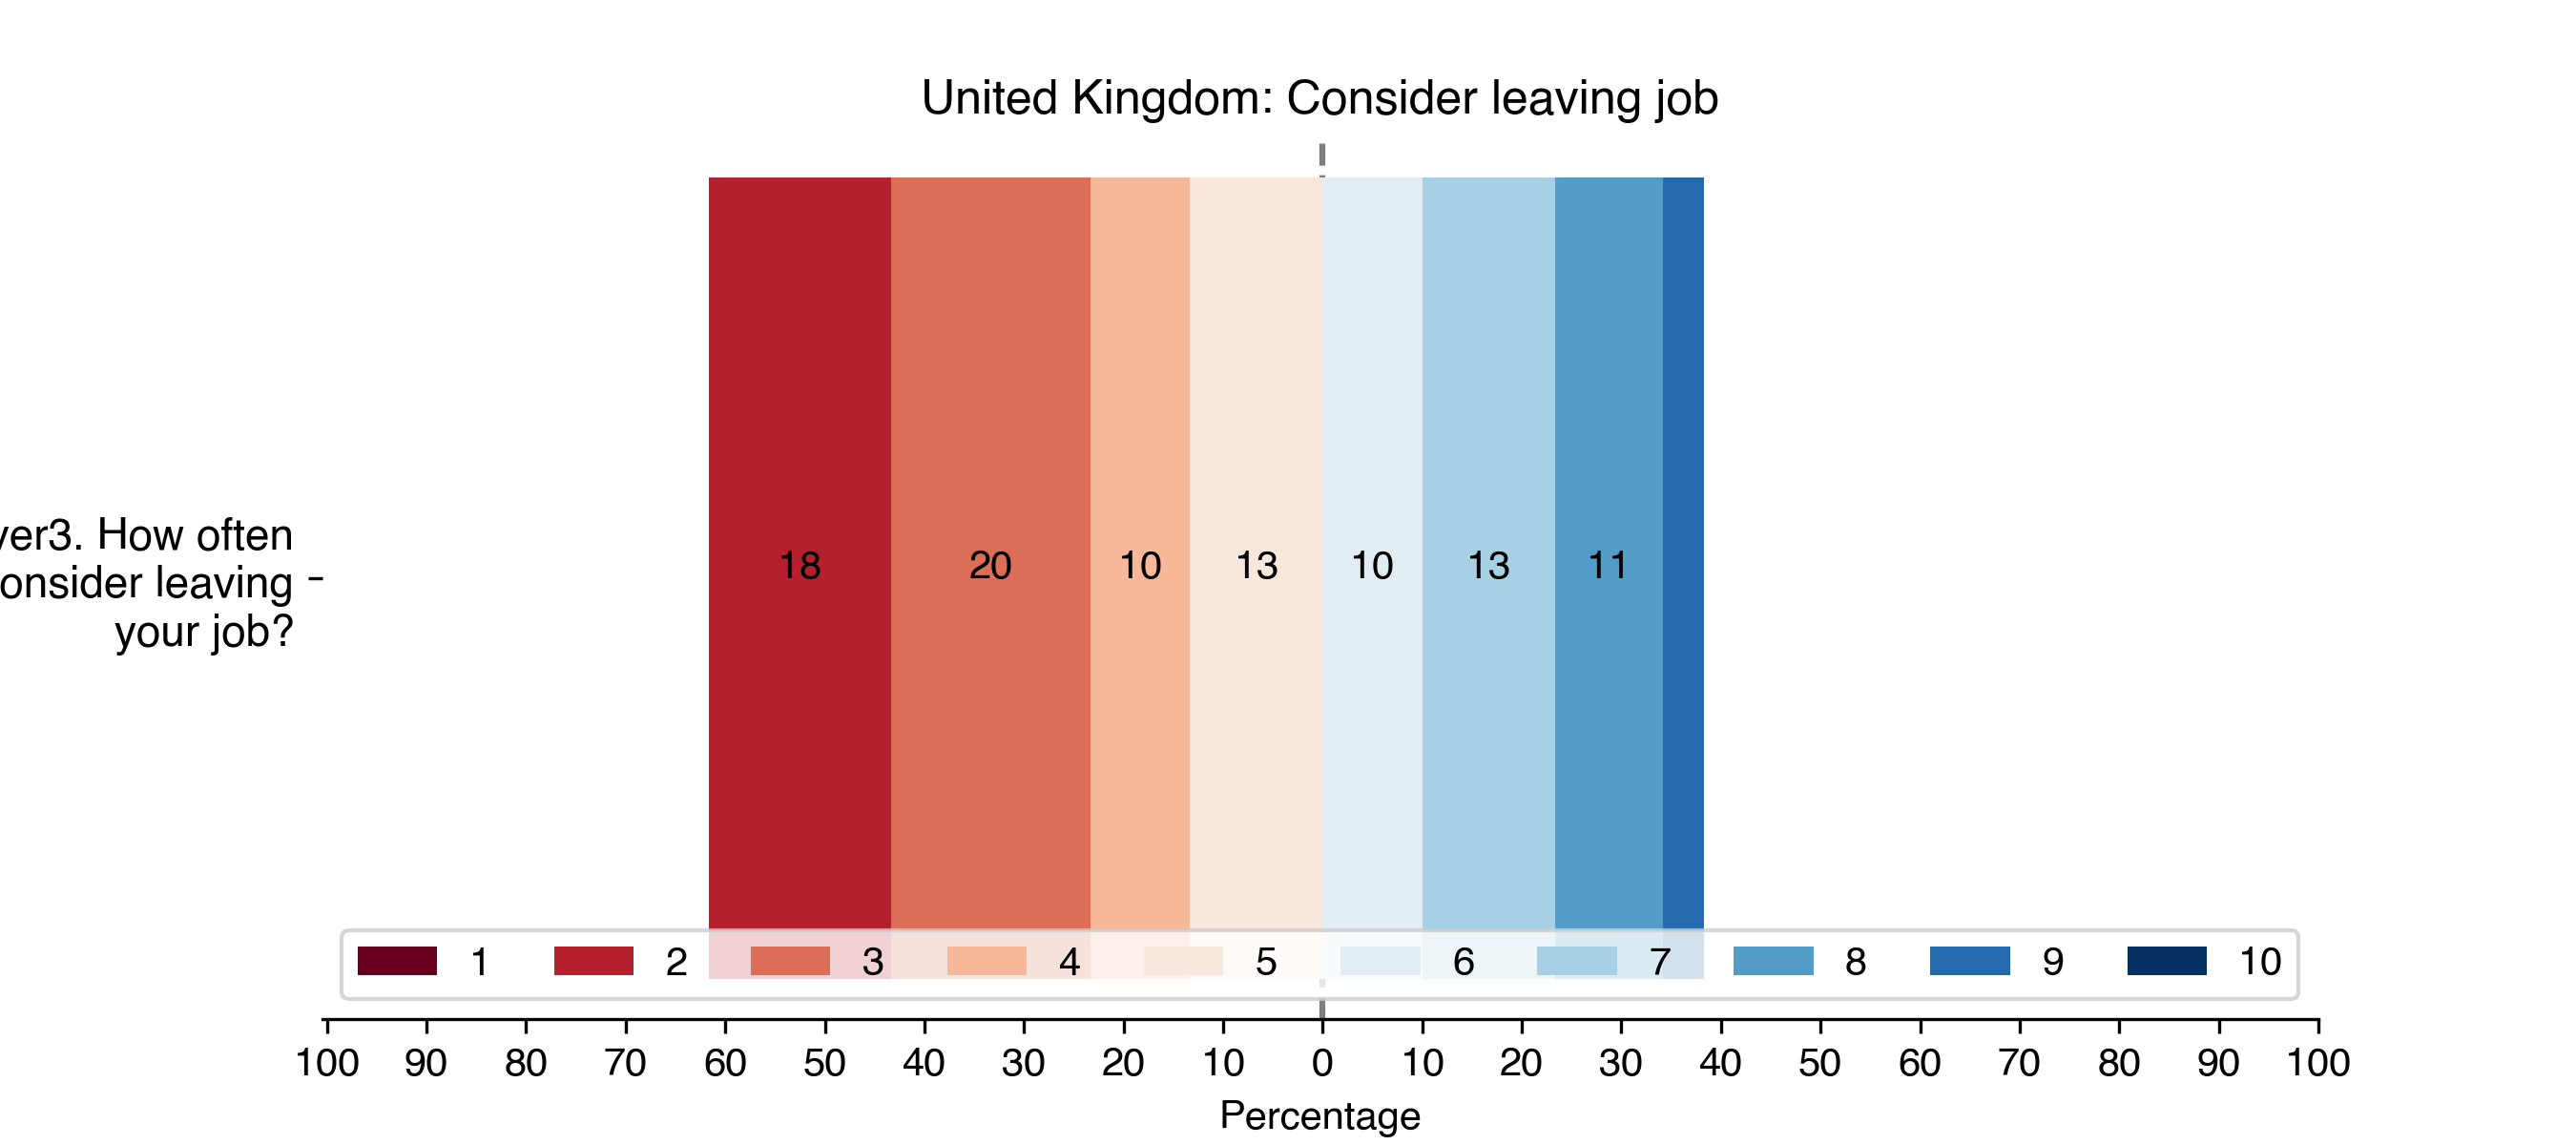 United Kingdom: Consider leaving job
How often
leaving -
your job?
18 20 10 13 10 13 11
1 2 3 4 5 6 7 8 9 10
100 90 80 70 60 50 40 30 20 10 0 10 20 30 40 50 60 70 80 90 100
Percentage